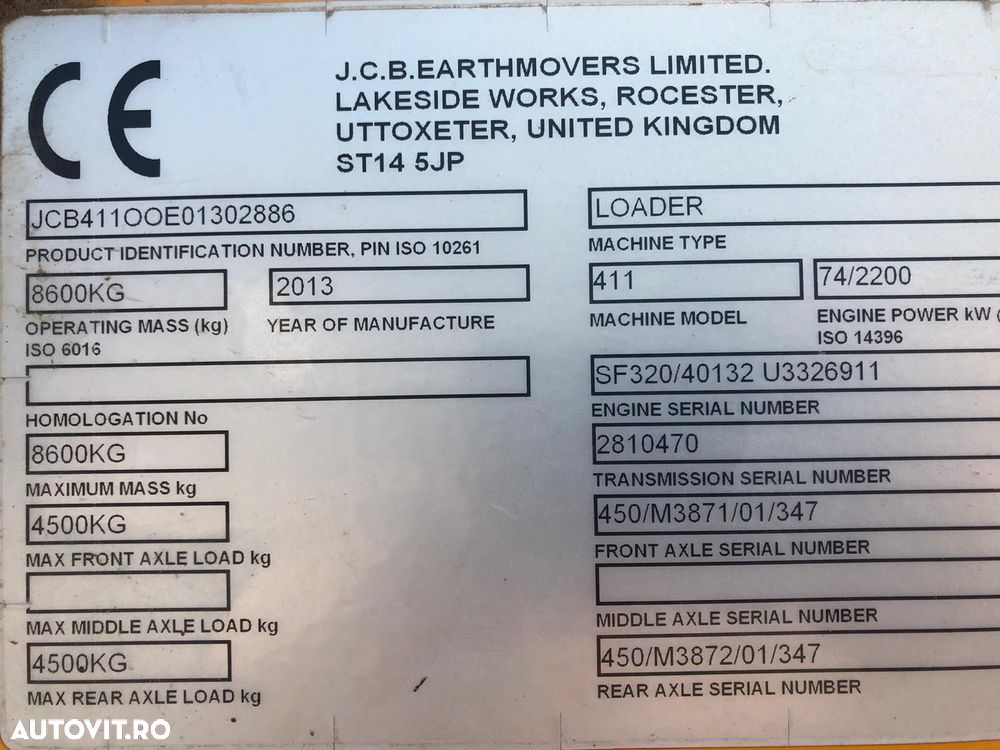 CE
J.C.B.EARTHMOVERS LIMITED.
LAKESIDE WORKS, ROCESTER,
UTTOXETER, UNITED KINGDOM
ST14 5JP
JCB411OOE01302886
PRODUCT IDENTIFICATION NUMBER, PIN ISO 10261
8600KG 2013
OPERATING MASS (kg) YEAR OF MANUFACTURE
ISO 6016
HOMOLOGATION No
8600KG
MAXIMUM MASS kg
4500KG
MAX FRONT AXLE LOAD kg
MAX MIDDLE AXLE LOAD kg
4500KG
MAX REAR AXLE LOAD kg
LOADER
MACHINE TYPE
411 74/2200
MACHINE MODEL ENGINE POWER kW (
ISO 14396
SF320/40132 U3326911
ENGINE SERIAL NUMBER
2810470
TRANSMISSION SERIAL NUMBER
450/M3871/01/347
FRONT AXLE SERIAL NUMBER
MIDDLE AXLE SERIAL NUMBER
450/M3872/01/347
REAR AXLE SERIAL NUMBER
AUTOVIT.RO